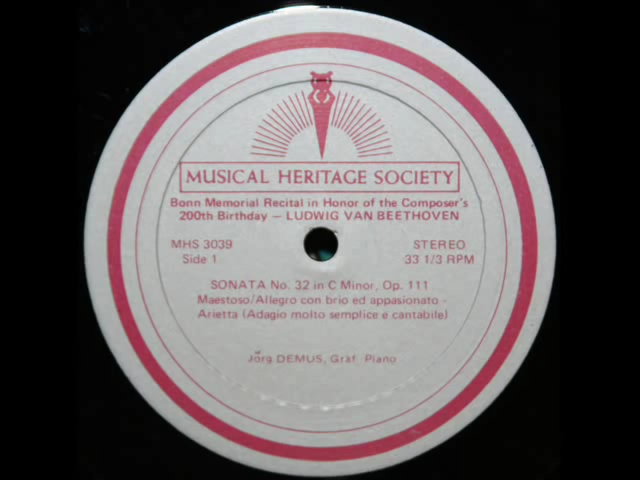 MUSICAL HERITAGE SOCIETY
Bonn Memorial Recital in Honor of the Composer's
200th Birthday — LUDWIG VAN BEETHOVEN
MHS 3039 STEREO
Side 1 33 1/3 RPM
SONATA No. 32 in C Minor, Op. 111
Maestoso/Allegro con brio ed appasionato -
Arietta (Adagio molto semplice e cantabile)
Jörg DEMUS, Graf Piano